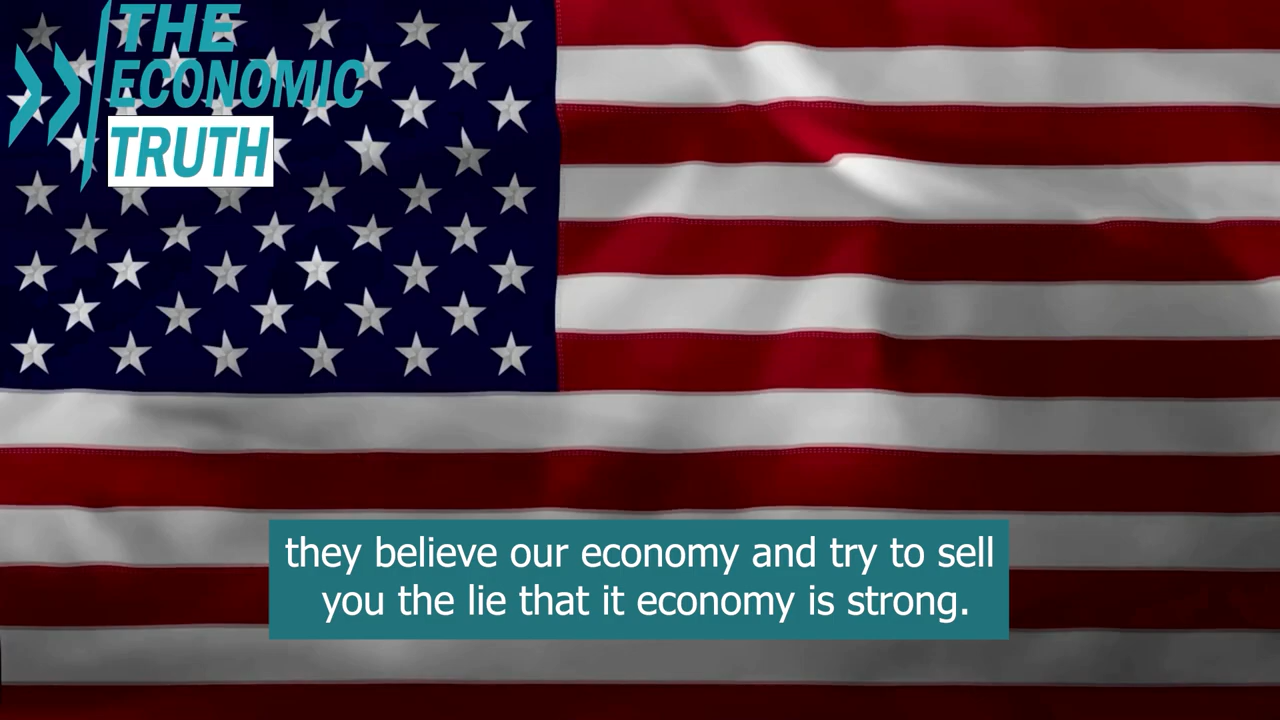 THE
ECONOMIC
TRUTH
they believe our economy and try to sell
you the lie that it economy is strong.